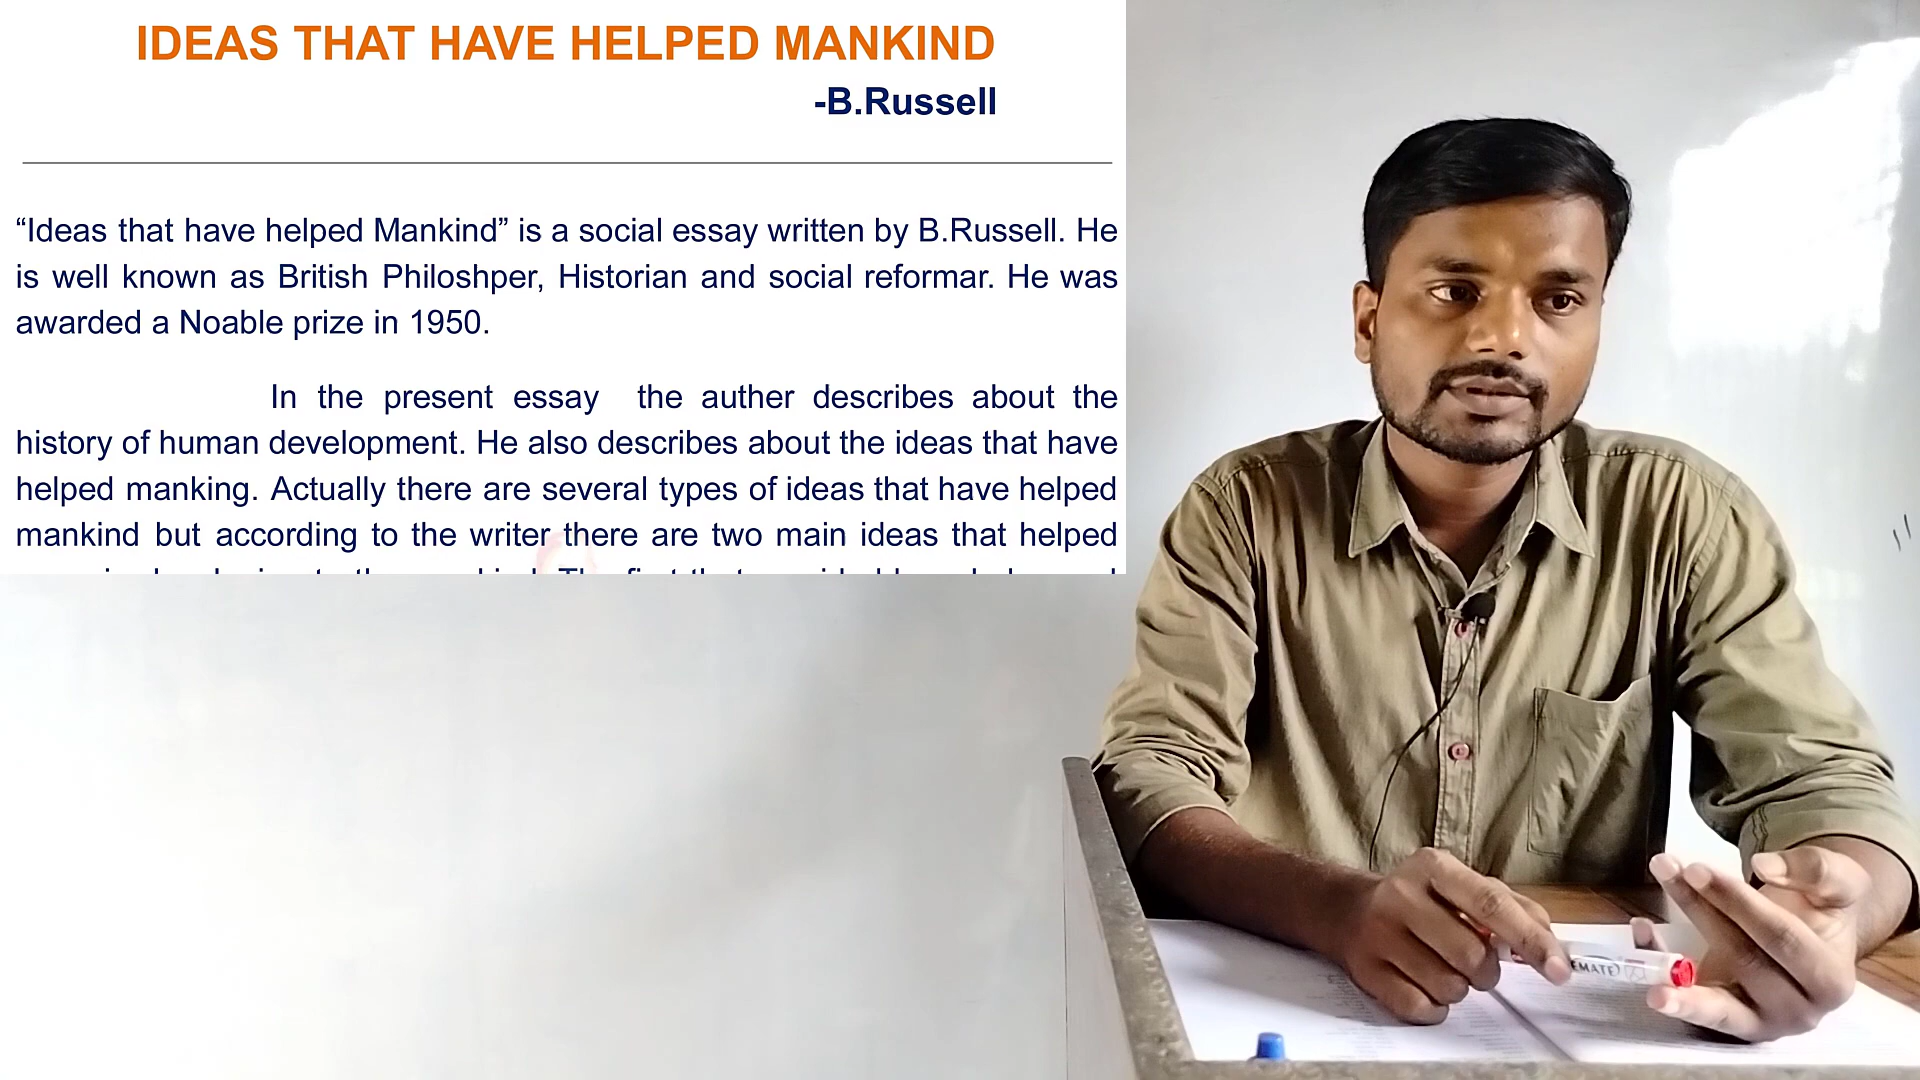 IDEAS THAT HAVE HELPED MANKIND
-B.Russell
“Ideas that have helped Mankind” is a social essay written by B.Russell. He
is well known as British Philoshper, Historian and social reformar. He was
awarded a Noable prize in 1950.
In the present essay the auther describes about the
history of human development. He also describes about the ideas that have
helped manking. Actually there are several types of ideas that have helped
mankind but according to the writer there are two main ideas that helped
EMATE